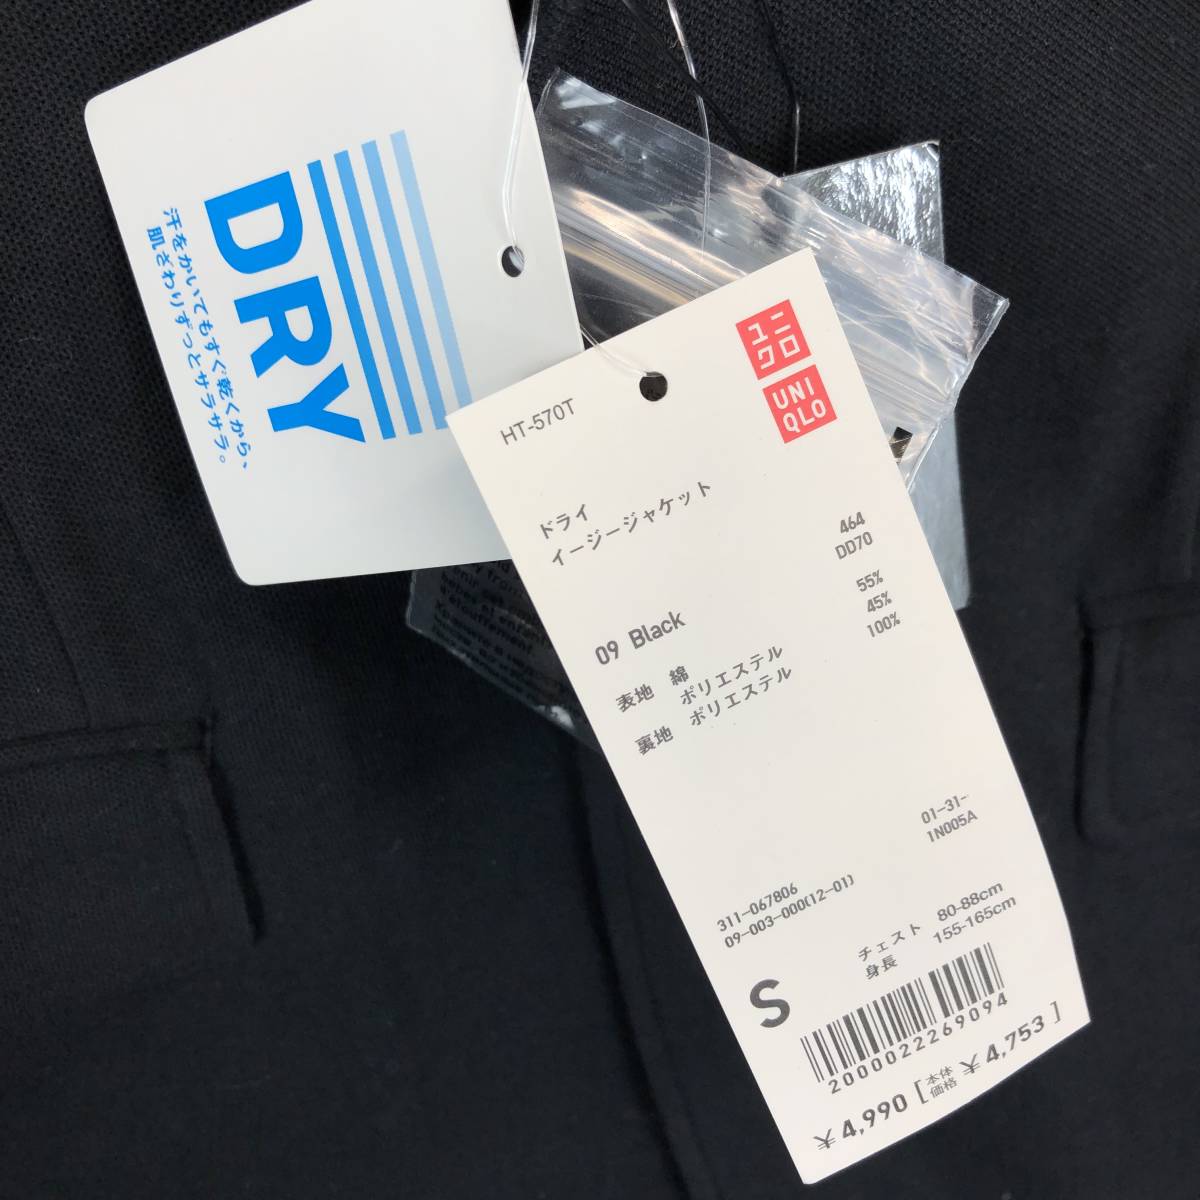 DRY
汗をかいてもすぐ乾くから、
肌ざわりずっとサラサラ。
ユニ
クロ
UNI
QLO
HT-570T
ドライ
イージージャケット
464
DD70
09 Black
表地 綿 55%
ポリエステル 45%
裏地 ポリエステル 100%
01-31-
1N005A
311-067806
09-003-000(12-01)
S
チェスト 80-88cm
身長 155-165cm
2000022269094
¥4,990 [本体価格 ¥4,753]